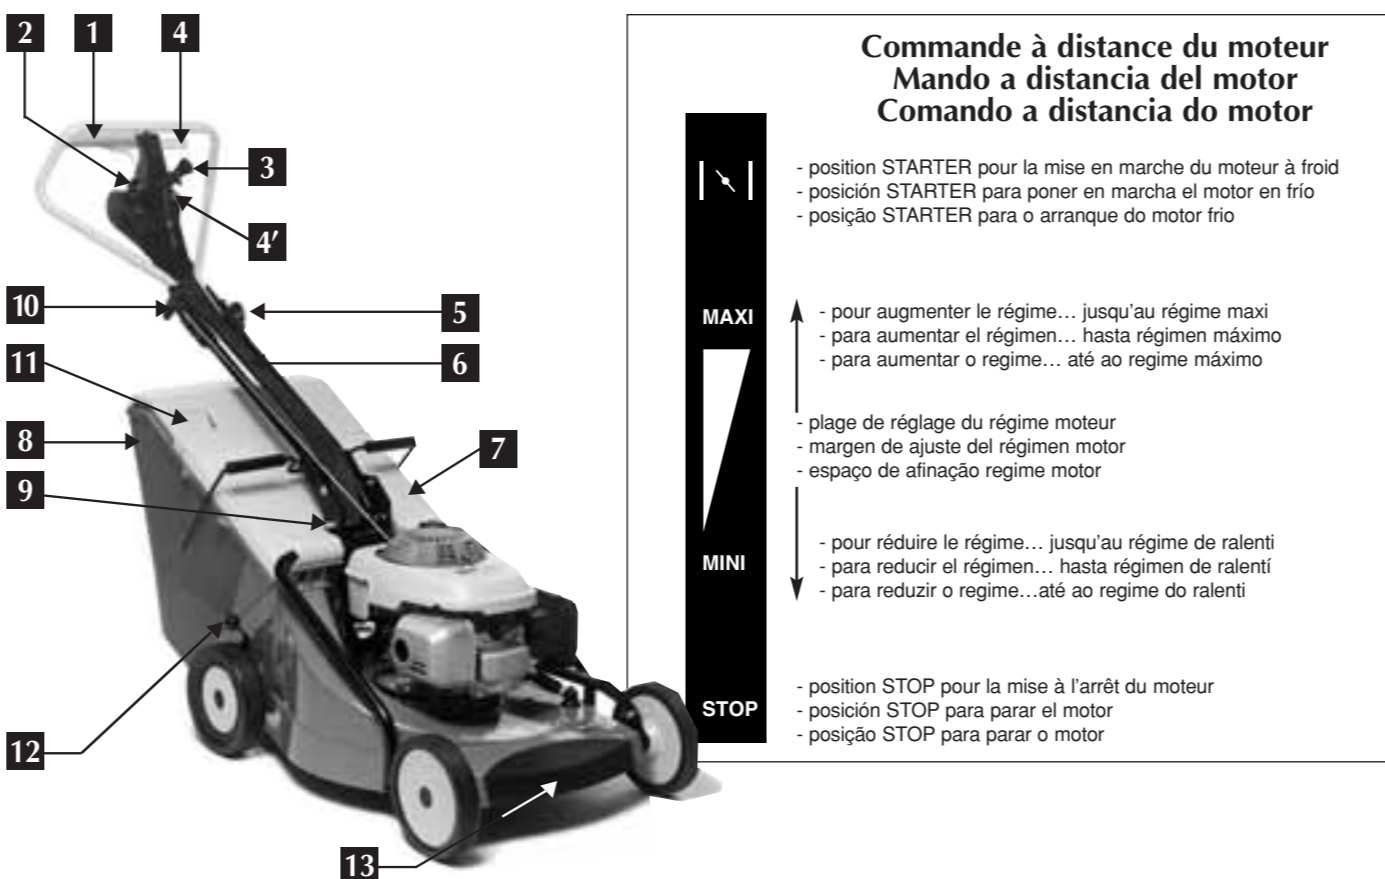 2
1
4
3
4′
10
5
11
6
8
7
9
12
13
Commande à distance du moteur
Mando a distancia del motor
Comando a distancia do motor
- position STARTER pour la mise en marche du moteur à froid
- posición STARTER para poner en marcha el motor en frío
- posição STARTER para o arranque do motor frio
MAXI
- pour augmenter le régime… jusqu'au régime maxi
- para aumentar el régimen… hasta régimen máximo
- para aumentar o regime… até ao regime máximo
- plage de réglage du régime moteur
- margen de ajuste del régimen motor
- espaço de afinação regime motor
MINI
- pour réduire le régime… jusqu'au régime de ralenti
- para reducir el régimen… hasta régimen de ralentí
- para reduzir o regime…até ao regime do ralenti
STOP
- position STOP pour la mise à l'arrêt du moteur
- posición STOP para parar el motor
- posição STOP para parar o motor